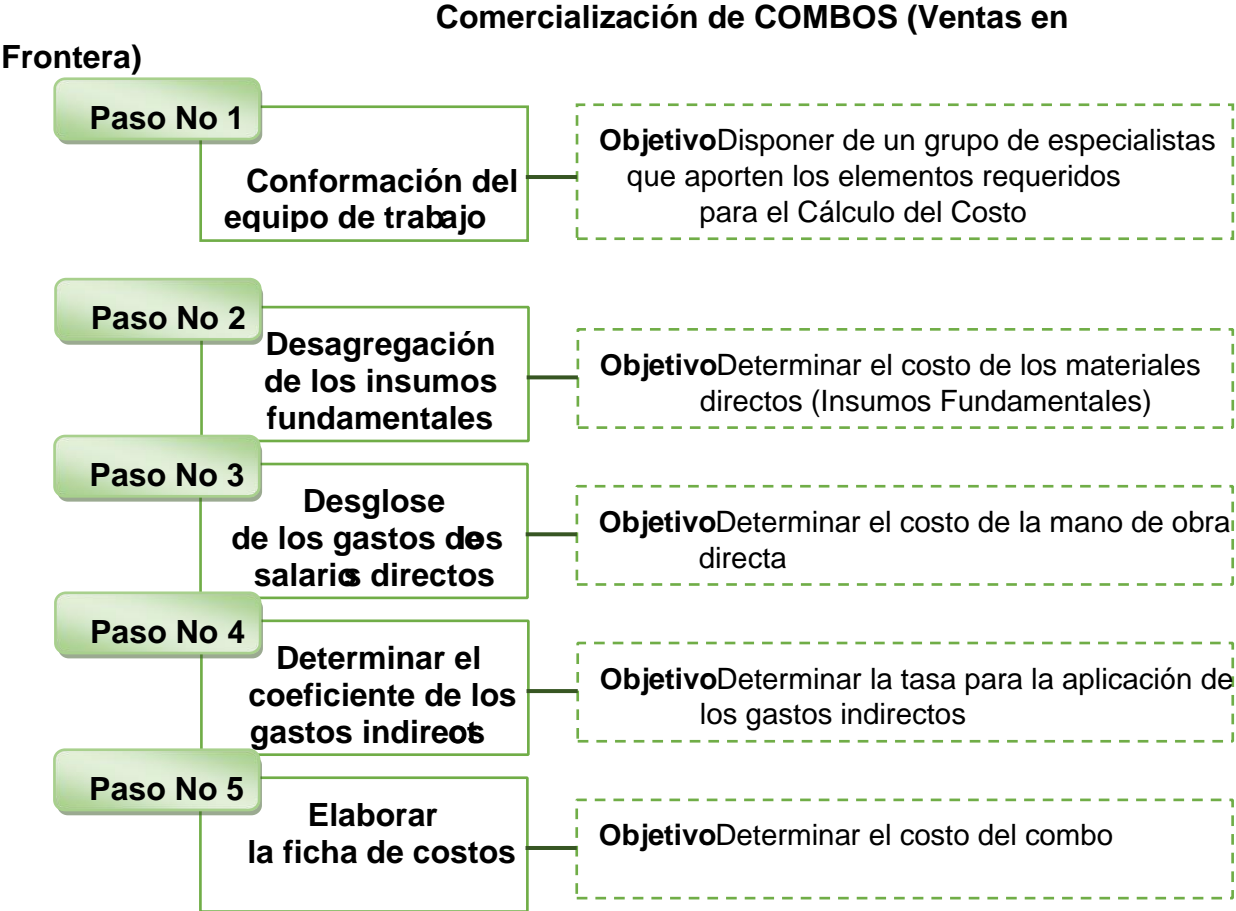 Comercialización de COMBOS (Ventas en
Frontera)
Paso No 1
Conformación del
equipo de trabajo
ObjetivoDisponer de un grupo de especialistas
que aporten los elementos requeridos
para el Cálculo del Costo
Paso No 2
Desagregación
de los insumos
fundamentales
ObjetivoDeterminar el costo de los materiales
directos (Insumos Fundamentales)
Paso No 3
Desglose
de los gastos de los
salarios directos
ObjetivoDeterminar el costo de la mano de obra
directa
Paso No 4
Determinar el
coeficiente de los
gastos indirectos
ObjetivoDeterminar la tasa para la aplicación de
los gastos indirectos
Paso No 5
Elaborar
la ficha de costos
ObjetivoDeterminar el costo del combo